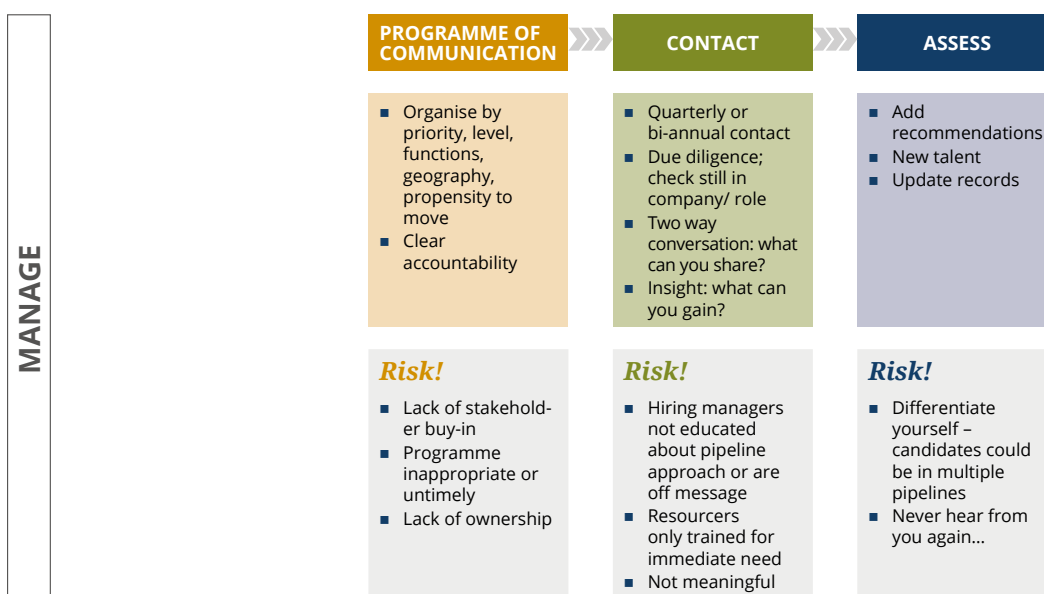 MANAGE
PROGRAMME OF
COMMUNICATION
CONTACT
ASSESS
■ Organise by
priority, level,
functions,
geography,
propensity to
move
■ Clear
accountability
■ Quarterly or
bi-annual contact
■ Due diligence;
check still in
company/ role
■ Two way
conversation: what
can you share?
■ Insight: what can
you gain?
■ Add
recommendations
■ New talent
■ Update records
Risk!
■ Lack of stakehold-
er buy-in
■ Programme
inappropriate or
untimely
■ Lack of ownership
Risk!
■ Hiring managers
not educated
about pipeline
approach or are
off message
■ Resourcers
only trained for
immediate need
■ Not meaningful
Risk!
■ Differentiate
yourself –
candidates could
be in multiple
pipelines
■ Never hear from
you again...